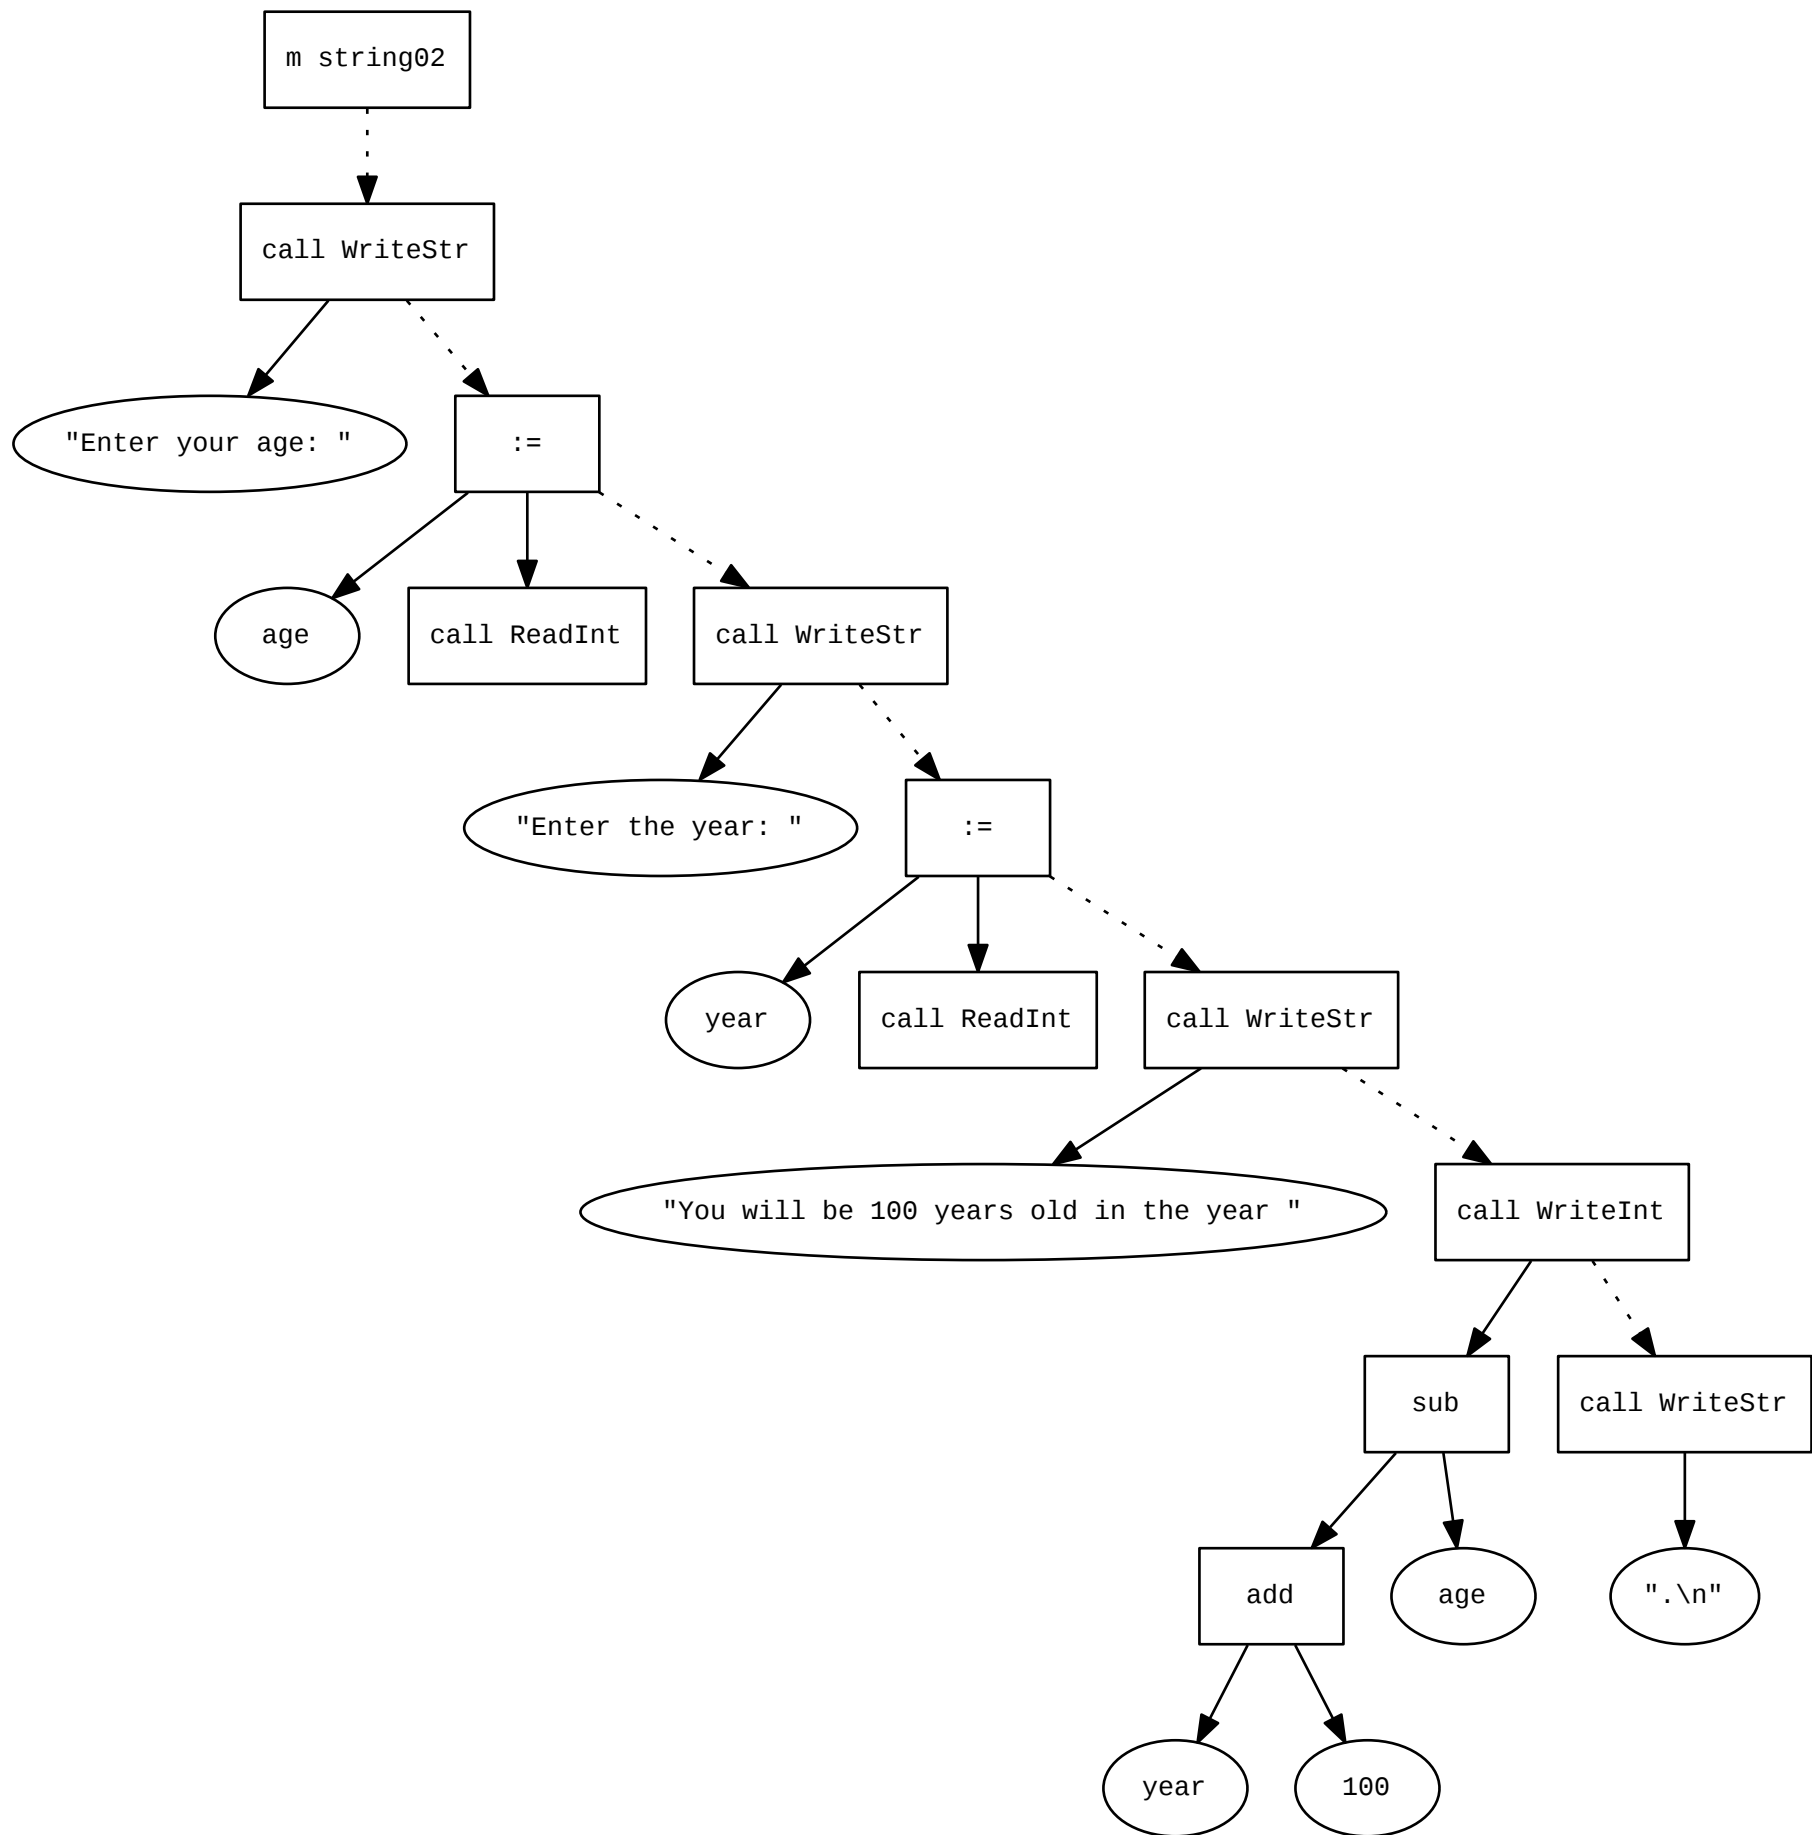 m string02
call WriteStr
"Enter your age: "
:=
age
call ReadInt
call WriteStr
"Enter the year: "
:=
year
call ReadInt
call WriteStr
"You will be 100 years old in the year "
call WriteInt
sub
call WriteStr
add
age
".\n"
year
100